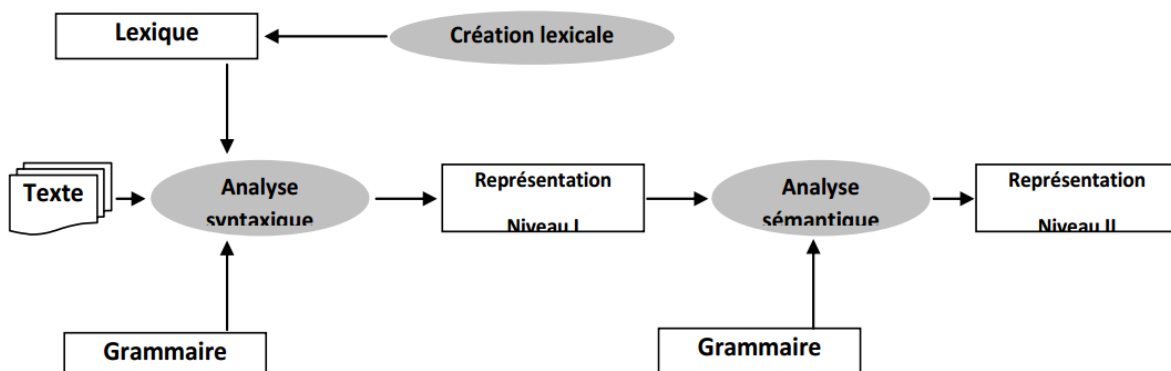 Lexique
Création lexicale
Texte
Analyse
syntaxique
Représentation
Niveau I
Analyse
sémantique
Représentation
Niveau II
Grammaire
Grammaire